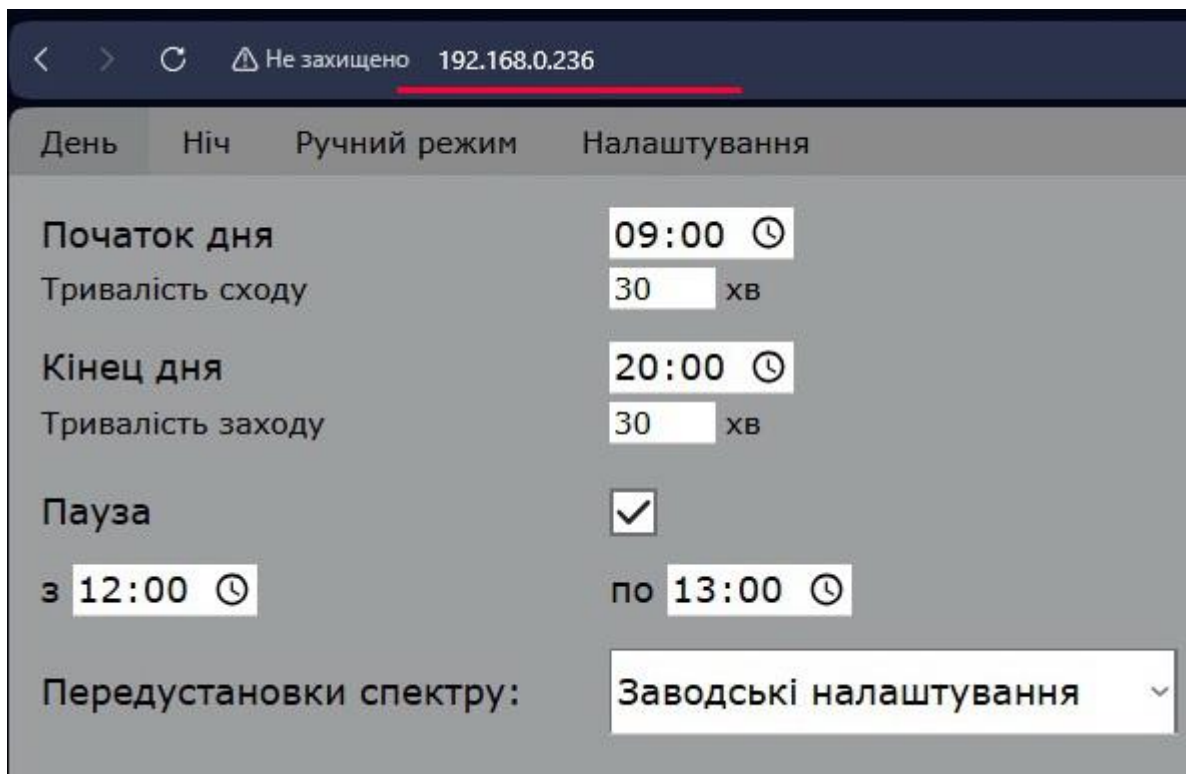 Не захищено 192.168.0.236
День Ніч Ручний режим Налаштування
Початок дня 09:00
Тривалість сходу 30 хв
Кінец дня 20:00
Тривалість заходу 30 хв
Пауза
з 12:00 по 13:00
Передустановки спектру: Заводські налаштування